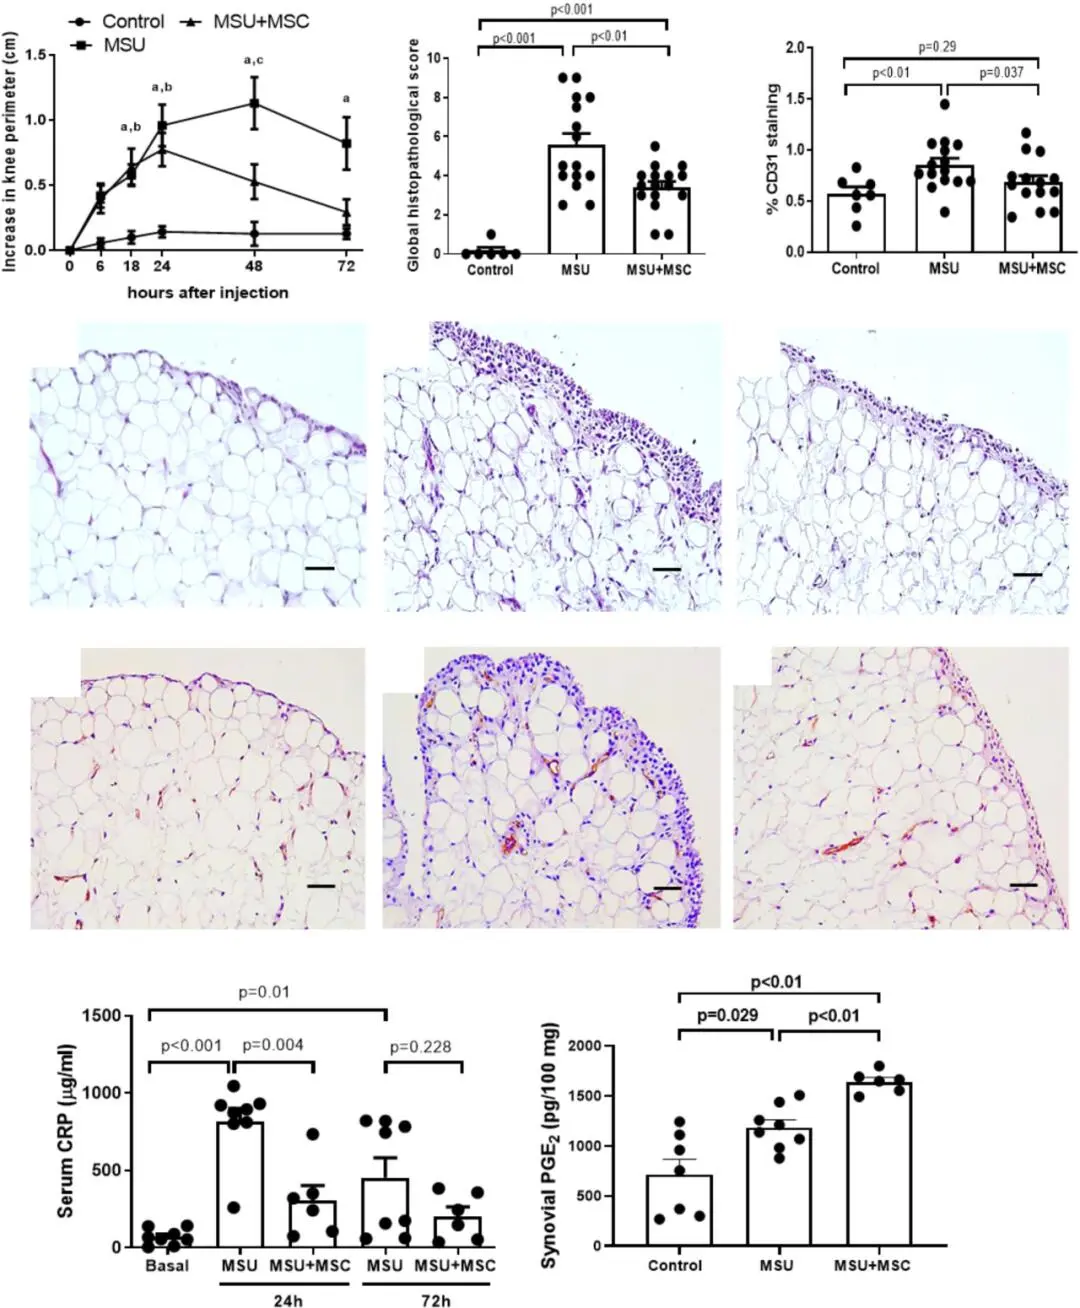 Control MSU+MSC
MSU
Increase in knee perimeter (cm)
1.5
1.0
0.5
0.0
a,b
a,b
a,c
a
0 6 18 24 48 72
hours after injection
Global histopathological score
p<0.001
p<0.001 p<0.01
10
8
6
4
2
0
Control MSU MSU+MSC
% CD31 staining
p=0.29
p<0.01 p=0.037
2.0
1.5
1.0
0.5
0.0
Control MSU MSU+MSC
Serum CRP (µg/ml)
p=0.01
p<0.001 p=0.004 p=0.228
1500
1000
500
0
Basal MSU MSU+MSC MSU MSU+MSC
24h 72h
Synovial PGE2 (pg/100 mg)
p<0.01
p=0.029 p<0.01
2000
1500
1000
500
0
Control MSU MSU+MSC